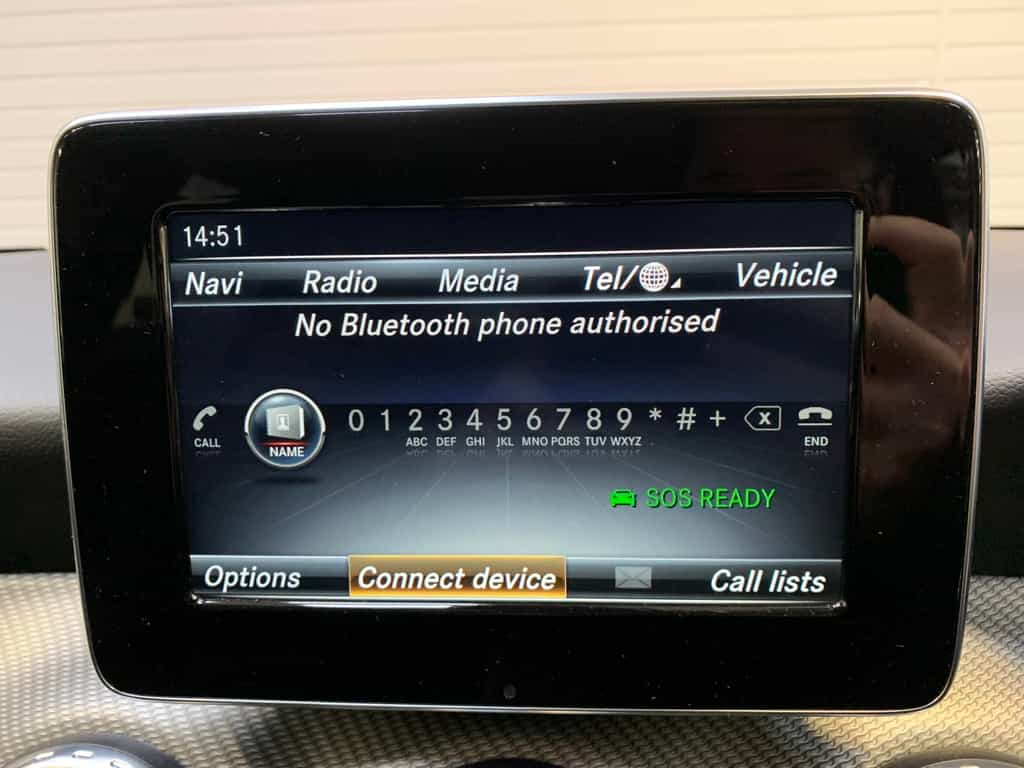 14:51
Navi Radio Media Tel/ Vehicle
No Bluetooth phone authorised
0 1 2 3 4 5 6 7 8 9 * # + x
CALL NAME ABC DEF GHI JKL MNO PQRS TUV WXYZ END
SOS READY
Options Connect device Call lists